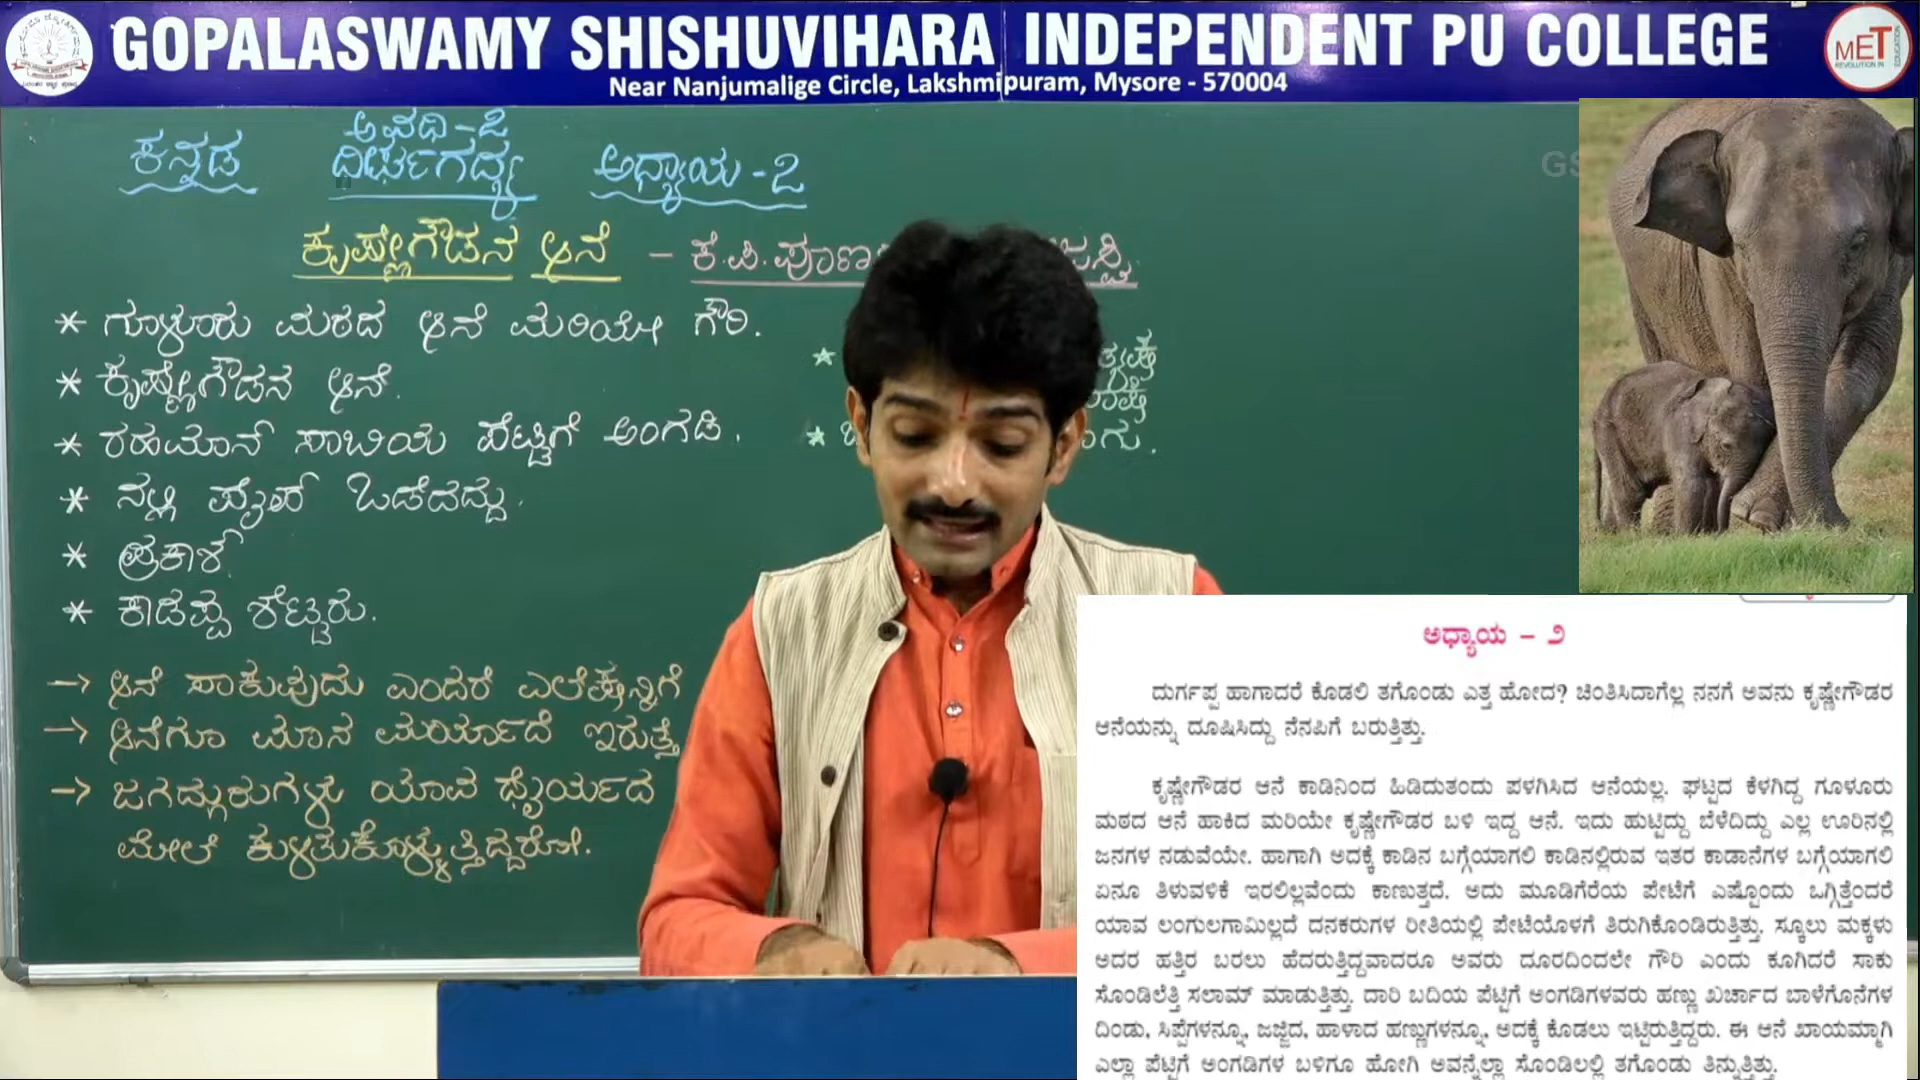 GOPALASWAMY SHISHUVIHARA INDEPENDENT PU COLLEGE
Near Nanjumalige Circle, Lakshmipuram, Mysore - 570004
MET
ಕನ್ನಡ
ಅವಧಿ-೭
ದಿರ್ಘಗದ್ಯ
ಅಧ್ಯಾಯ-೨
ಕೃಷ್ಣೇಗೌಡನ ಆನೆ - ಕೆ.ಪಿ.ಪೂರ್ಣ
* ಗೂಳೂರು ಮಠದ ಆನೆ ಮರಿಯೇ ಗೌರಿ.
* ಕೃಷ್ಣೇಗೌಡನ ಆನೆ.
* ರಹಮಾನ್ ಸಾಬಿಯ ಪೆಟ್ಟಿಗೆ ಅಂಗಡಿ.
* ನಲ್ಲಿ ಪೈಪ್ ಒಡೆದದ್ದು.
* ಪ್ರಕಾಶ್
* ಕಾಡಪ್ಪ ಶೆಟ್ಟರು.
→ ಆನೆ ಸಾಕುವುದು ಎಂದರೆ ಎಲೆಕ್ಷನ್ನಿಗೆ
→ ಆನೆಗೂ ಮಾನ ಮರ್ಯಾದೆ ಇರುತ್ತೆ
→ ಜಗದ್ಗುರುಗಳು ಯಾವ ಧೈರ್ಯದ
ಮೇಲೆ ಕುಳಿತುಕೊಳ್ಳುತ್ತಿದ್ದರೋ.
ಅಧ್ಯಾಯ – ೨
ದುರ್ಗಪ್ಪ ಹಾಗಾದರೆ ಕೊಡಲಿ ತಗೊಂಡು ಎತ್ತ ಹೋದ? ಚಿಂತಿಸಿದಾಗೆಲ್ಲ ನನಗೆ ಅವನು ಕೃಷ್ಣೇಗೌಡರ
ಆನೆಯನ್ನು ದೂಷಿಸಿದ್ದು ನೆನಪಿಗೆ ಬರುತ್ತಿತ್ತು.
ಕೃಷ್ಣೇಗೌಡರ ಆನೆ ಕಾಡಿನಿಂದ ಹಿಡಿದುತಂದು ಪಳಗಿಸಿದ ಆನೆಯಲ್ಲ. ಘಟ್ಟದ ಕೆಳಗಿದ್ದ ಗೂಳೂರು
ಮಠದ ಆನೆ ಹಾಕಿದ ಮರಿಯೇ ಕೃಷ್ಣೇಗೌಡರ ಬಳಿ ಇದ್ದ ಆನೆ. ಇದು ಹುಟ್ಟಿದ್ದು ಬೆಳೆದಿದ್ದು ಎಲ್ಲ ಊರಿನಲ್ಲಿ
ಜನಗಳ ನಡುವೆಯೇ. ಹಾಗಾಗಿ ಅದಕ್ಕೆ ಕಾಡಿನ ಬಗ್ಗೆಯಾಗಲಿ ಕಾಡಿನಲ್ಲಿರುವ ಇತರ ಕಾಡಾನೆಗಳ ಬಗ್ಗೆಯಾಗಲಿ
ಏನೂ ತಿಳುವಳಿಕೆ ಇರಲಿಲ್ಲವೆಂದು ಕಾಣುತ್ತದೆ. ಅದು ಮೂಡಿಗೆರೆಯ ಪೇಟೆಗೆ ಎಷ್ಟೊಂದು ಒಗ್ಗಿತ್ತೆಂದರೆ
ಯಾವ ಲಂಗುಲಗಾಮಿಲ್ಲದೆ ದನಕರುಗಳ ರೀತಿಯಲ್ಲಿ ಪೇಟೆಯೊಳಗೆ ತಿರುಗಿಕೊಂಡಿರುತ್ತಿತ್ತು. ಸ್ಕೂಲು ಮಕ್ಕಳು
ಅದರ ಹತ್ತಿರ ಬರಲು ಹೆದರುತ್ತಿದ್ದವಾದರೂ ಅವರು ದೂರದಿಂದಲೇ ಗೌರಿ ಎಂದು ಕೂಗಿದರೆ ಸಾಕು
ಸೊಂಡಿಲೆತ್ತಿ ಸಲಾಮ್ ಮಾಡುತ್ತಿತ್ತು. ದಾರಿ ಬದಿಯ ಪೆಟ್ಟಿಗೆ ಅಂಗಡಿಗಳವರು ಹಣ್ಣು ಖರ್ಚಾದ ಬಾಳೆಗೊನೆಗಳ
ದಿಂಡು, ಸಿಪ್ಪೆಗಳನ್ನೂ, ಜಜ್ಜಿದ, ಹಾಳಾದ ಹಣ್ಣುಗಳನ್ನೂ, ಅದಕ್ಕೆ ಕೊಡಲು ಇಟ್ಟಿರುತ್ತಿದ್ದರು. ಈ ಆನೆ ಖಾಯಮ್ಮಾಗಿ
ಎಲ್ಲಾ ಪೆಟ್ಟಿಗೆ ಅಂಗಡಿಗಳ ಬಳಿಗೂ ಹೋಗಿ ಅವನ್ನೆಲ್ಲಾ ಸೊಂಡಿಲಲ್ಲಿ ತಗೊಂಡು ತಿನ್ನುತ್ತಿತ್ತು.